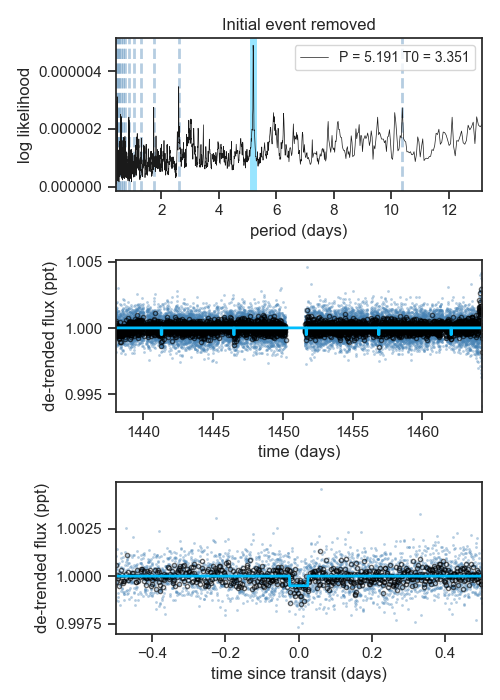 Initial event removed
P = 5.191 T0 = 3.351
log likelihood
0.000004
0.000002
0.000000
2 4 6 8 10 12
period (days)
de-trended flux (ppt)
1.005
1.000
0.995
1440 1445 1450 1455 1460
time (days)
de-trended flux (ppt)
1.0025
1.0000
0.9975
−0.4 −0.2 0.0 0.2 0.4
time since transit (days)